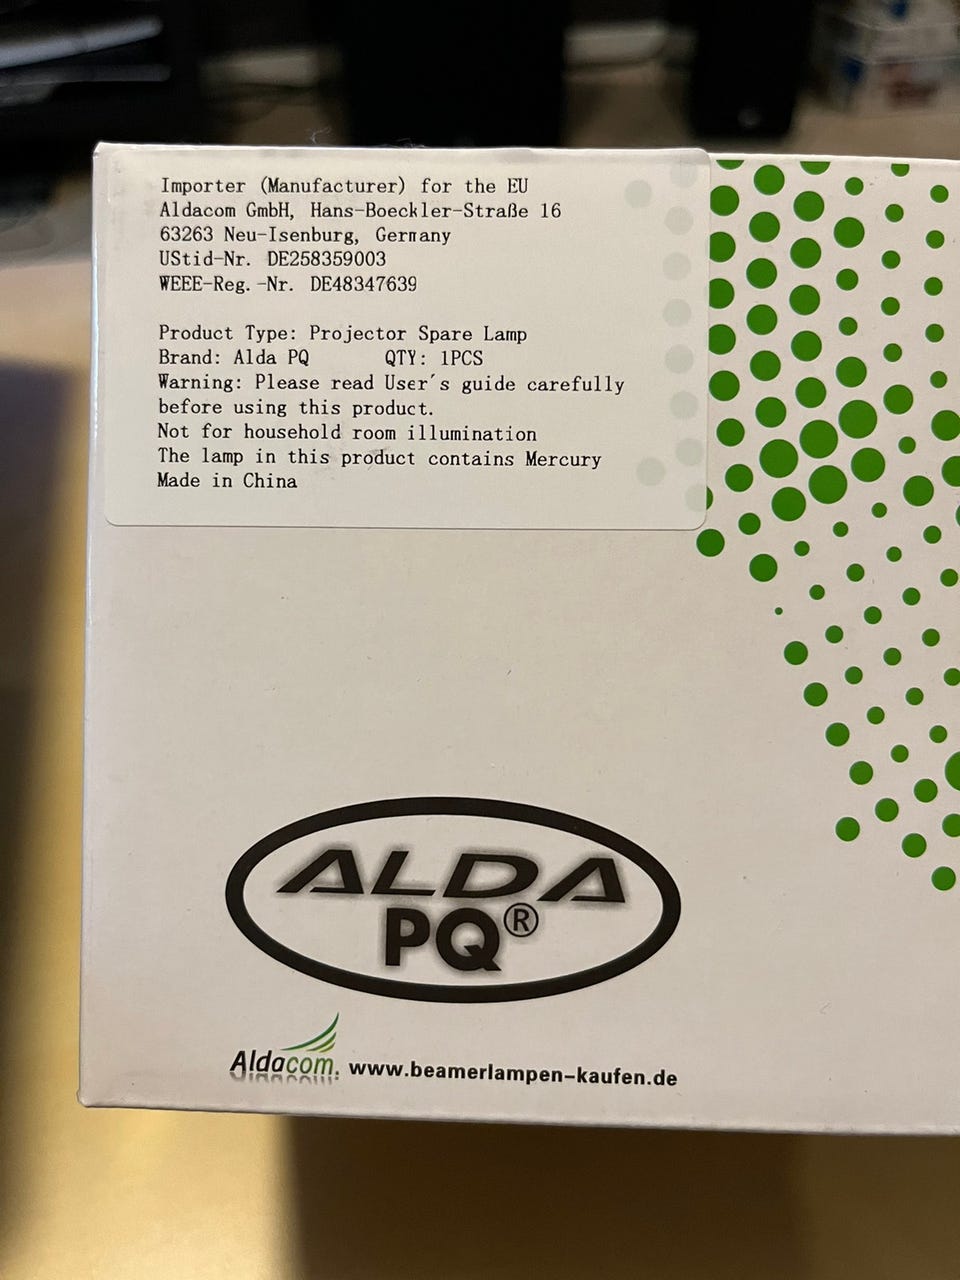 Importer (Manufacturer) for the EU
Aldacom GmbH, Hans-Boeckler-Straße 16
63263 Neu-Isenburg, Germany
UStid-Nr. DE258359003
WEEE-Reg.-Nr. DE48347639
Product Type: Projector Spare Lamp
Brand: Alda PQ QTY: 1PCS
Warning: Please read User's guide carefully
before using this product.
Not for household room illumination
The lamp in this product contains Mercury
Made in China
ALDA
PQ®
Aldacom. www.beamerlampen-kaufen.de